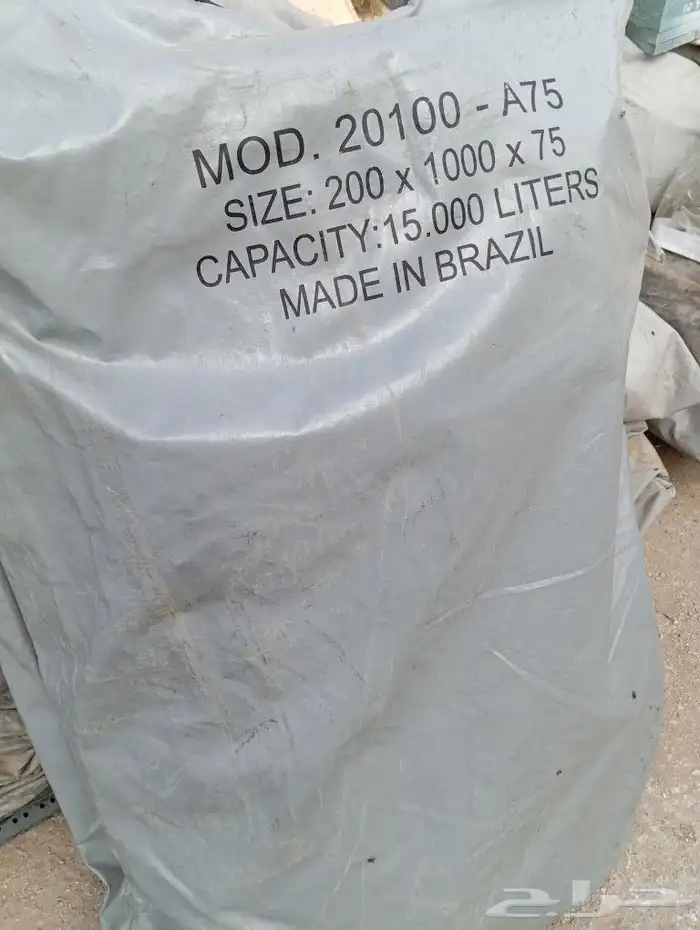 MOD. 20100 - A75
SIZE: 200 x 1000 x 75
CAPACITY:15.000 LITERS
MADE IN BRAZIL
حراج